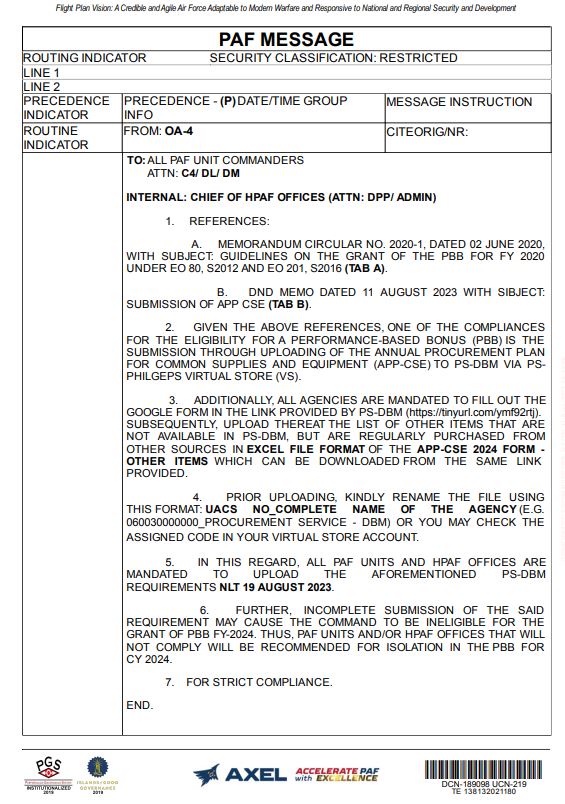 Flight Plan Vision: A Credible and Agile Air Force Adaptable to Modern Warfare and Responsive to National and Regional Security and Development
PAF MESSAGE
ROUTING INDICATOR SECURITY CLASSIFICATION: RESTRICTED
LINE 1
LINE 2
PRECEDENCE INDICATOR
PRECEDENCE - (P) DATE/TIME GROUP INFO
MESSAGE INSTRUCTION
ROUTINE INDICATOR
FROM: OA-4
CITEORIG/NR:
TO: ALL PAF UNIT COMMANDERS
ATTN: C4/ DL/ DM
INTERNAL: CHIEF OF HPAF OFFICES (ATTN: DPP/ ADMIN)
1. REFERENCES:
A. MEMORANDUM CIRCULAR NO. 2020-1, DATED 02 JUNE 2020,
WITH SUBJECT: GUIDELINES ON THE GRANT OF THE PBB FOR FY 2020
UNDER EO 80, S2012 AND EO 201, S2016 (TAB A).
B. DND MEMO DATED 11 AUGUST 2023 WITH SIBJECT:
SUBMISSION OF APP CSE (TAB B).
2. GIVEN THE ABOVE REFERENCES, ONE OF THE COMPLIANCES
FOR THE ELIGIBILITY FOR A PERFORMANCE-BASED BONUS (PBB) IS THE
SUBMISSION THROUGH UPLOADING OF THE ANNUAL PROCUREMENT PLAN
FOR COMMON SUPPLIES AND EQUIPMENT (APP-CSE) TO PS-DBM VIA PS-
PHILGEPS VIRTUAL STORE (VS).
3. ADDITIONALLY, ALL AGENCIES ARE MANDATED TO FILL OUT THE
GOOGLE FORM IN THE LINK PROVIDED BY PS-DBM (https://tinyurl.com/ymf92rtj).
SUBSEQUENTLY, UPLOAD THEREAT THE LIST OF OTHER ITEMS THAT ARE
NOT AVAILABLE IN PS-DBM, BUT ARE REGULARLY PURCHASED FROM
OTHER SOURCES IN EXCEL FILE FORMAT OF THE APP-CSE 2024 FORM -
OTHER ITEMS WHICH CAN BE DOWNLOADED FROM THE SAME LINK
PROVIDED.
4. PRIOR UPLOADING, KINDLY RENAME THE FILE USING
THIS FORMAT: UACS NO_COMPLETE NAME OF THE AGENCY (E.G.
060030000000_PROCUREMENT SERVICE - DBM) OR YOU MAY CHECK THE
ASSIGNED CODE IN YOUR VIRTUAL STORE ACCOUNT.
5. IN THIS REGARD, ALL PAF UNITS AND HPAF OFFICES ARE
MANDATED TO UPLOAD THE AFOREMENTIONED PS-DBM
REQUIREMENTS NLT 19 AUGUST 2023.
6. FURTHER, INCOMPLETE SUBMISSION OF THE SAID
REQUIREMENT MAY CAUSE THE COMMAND TO BE INELIGIBLE FOR THE
GRANT OF PBB FY-2024. THUS, PAF UNITS AND/OR HPAF OFFICES THAT WILL
NOT COMPLY WILL BE RECOMMENDED FOR ISOLATION IN THE PBB FOR
CY 2024.
7. FOR STRICT COMPLIANCE.
END.
PGS
INSTITUTIONALIZED
2019
ISLANDS OF GOOD
GOVERNANCE
2019
AXEL
ACCELERATE PAF
with EXCELLENCE
DCN-189098 UCN-219
TE 138132021180